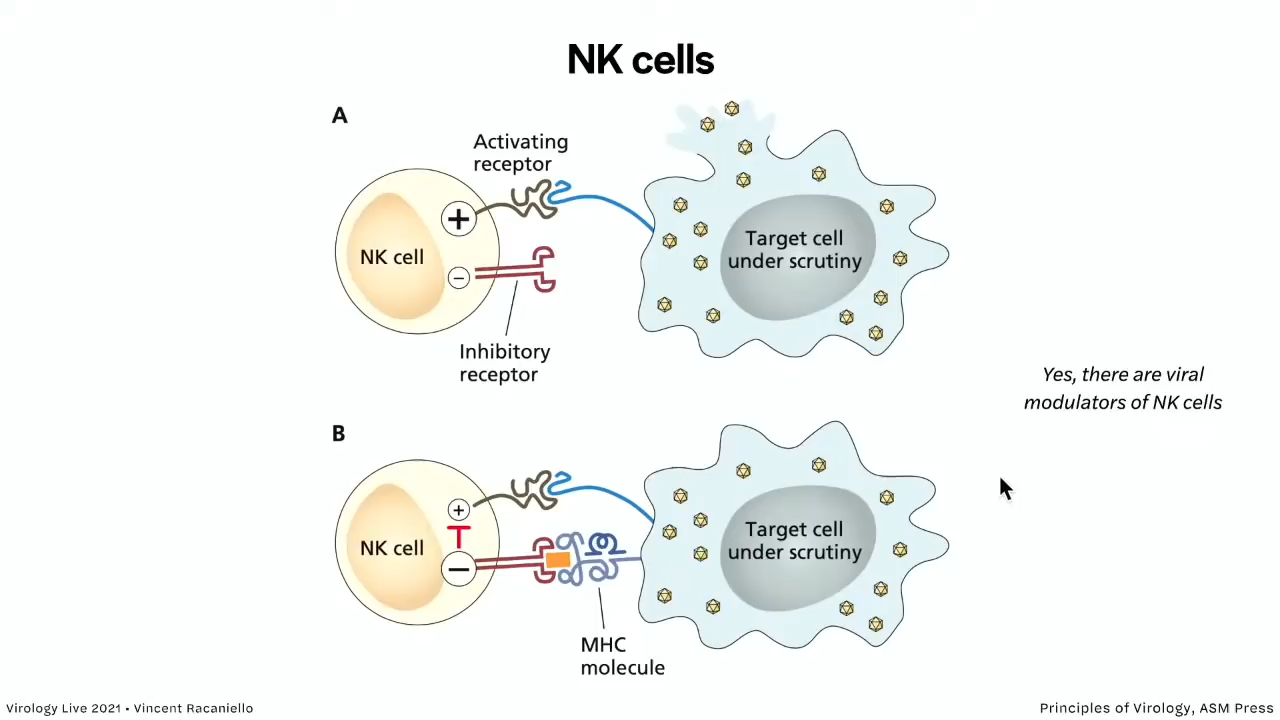 NK cells
A
Activating
receptor
+
NK cell
−
Target cell
under scrutiny
Inhibitory
receptor
Yes, there are viral
modulators of NK cells
B
+
NK cell
−
Target cell
under scrutiny
MHC
molecule
Virology Live 2021 • Vincent Racaniello
Principles of Virology, ASM Press